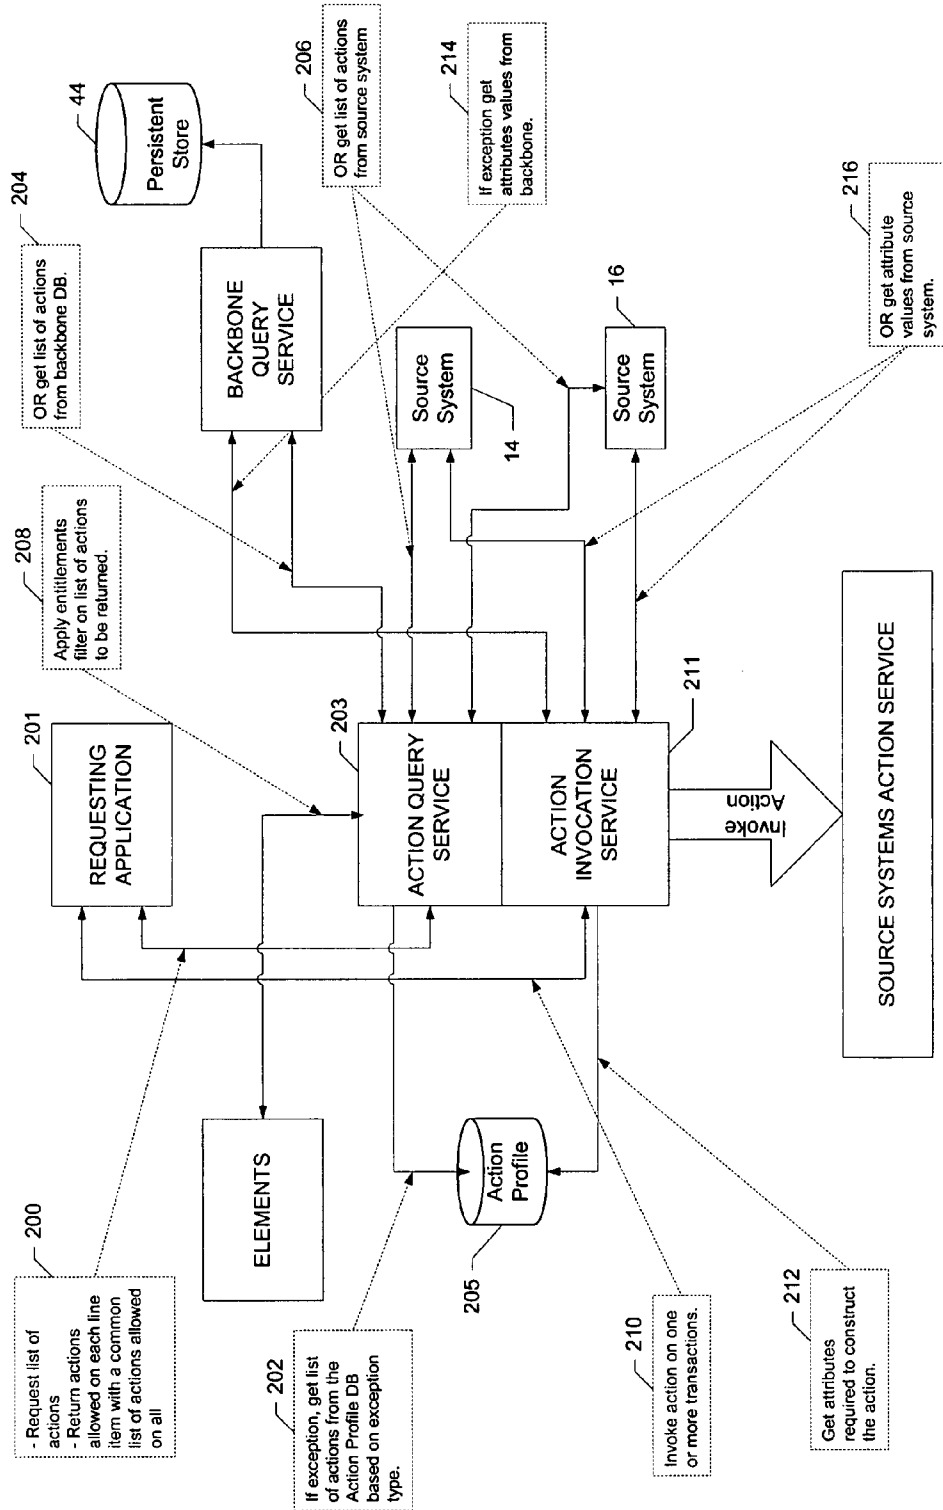 200
- Request list of
actions
- Return actions
allowed on each line
item with a common
list of actions allowed
on all
201
REQUESTING
APPLICATION
208
Apply entitlements
filter on list of actions
to be returned.
204
OR get list of actions
from backbone DB.
44
Persistent
Store
206
OR get list of actions
from source system
214
If exception get
attributes values from
backbone.
ELEMENTS
BACKBONE
QUERY
SERVICE
202
If exception, get list
of actions from the
Action Profile DB
based on exception
type.
205
Action
Profile
203
ACTION QUERY
SERVICE
Source
System
14
16
Source
System
210
Invoke action on one
or more transactions.
ACTION
INVOCATION
SERVICE
211
212
Get attributes
required to construct
the action.
Invoke
Action
216
OR get attribute
values from source
system.
SOURCE SYSTEMS ACTION SERVICE